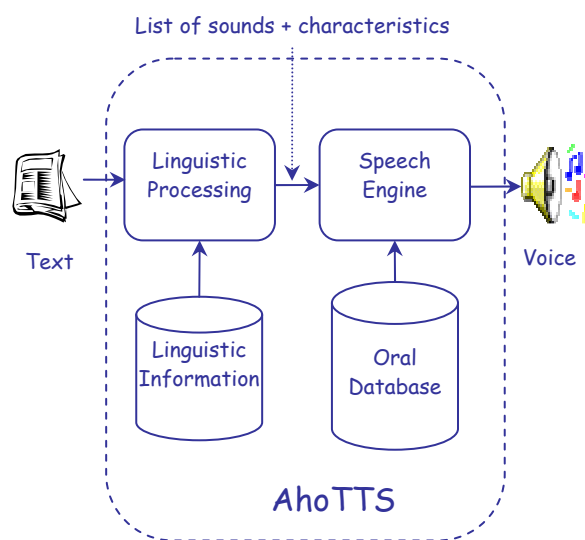 List of sounds + characteristics
Linguistic
Processing
Speech
Engine
Text
Voice
Linguistic
Information
Oral
Database
AhoTTS